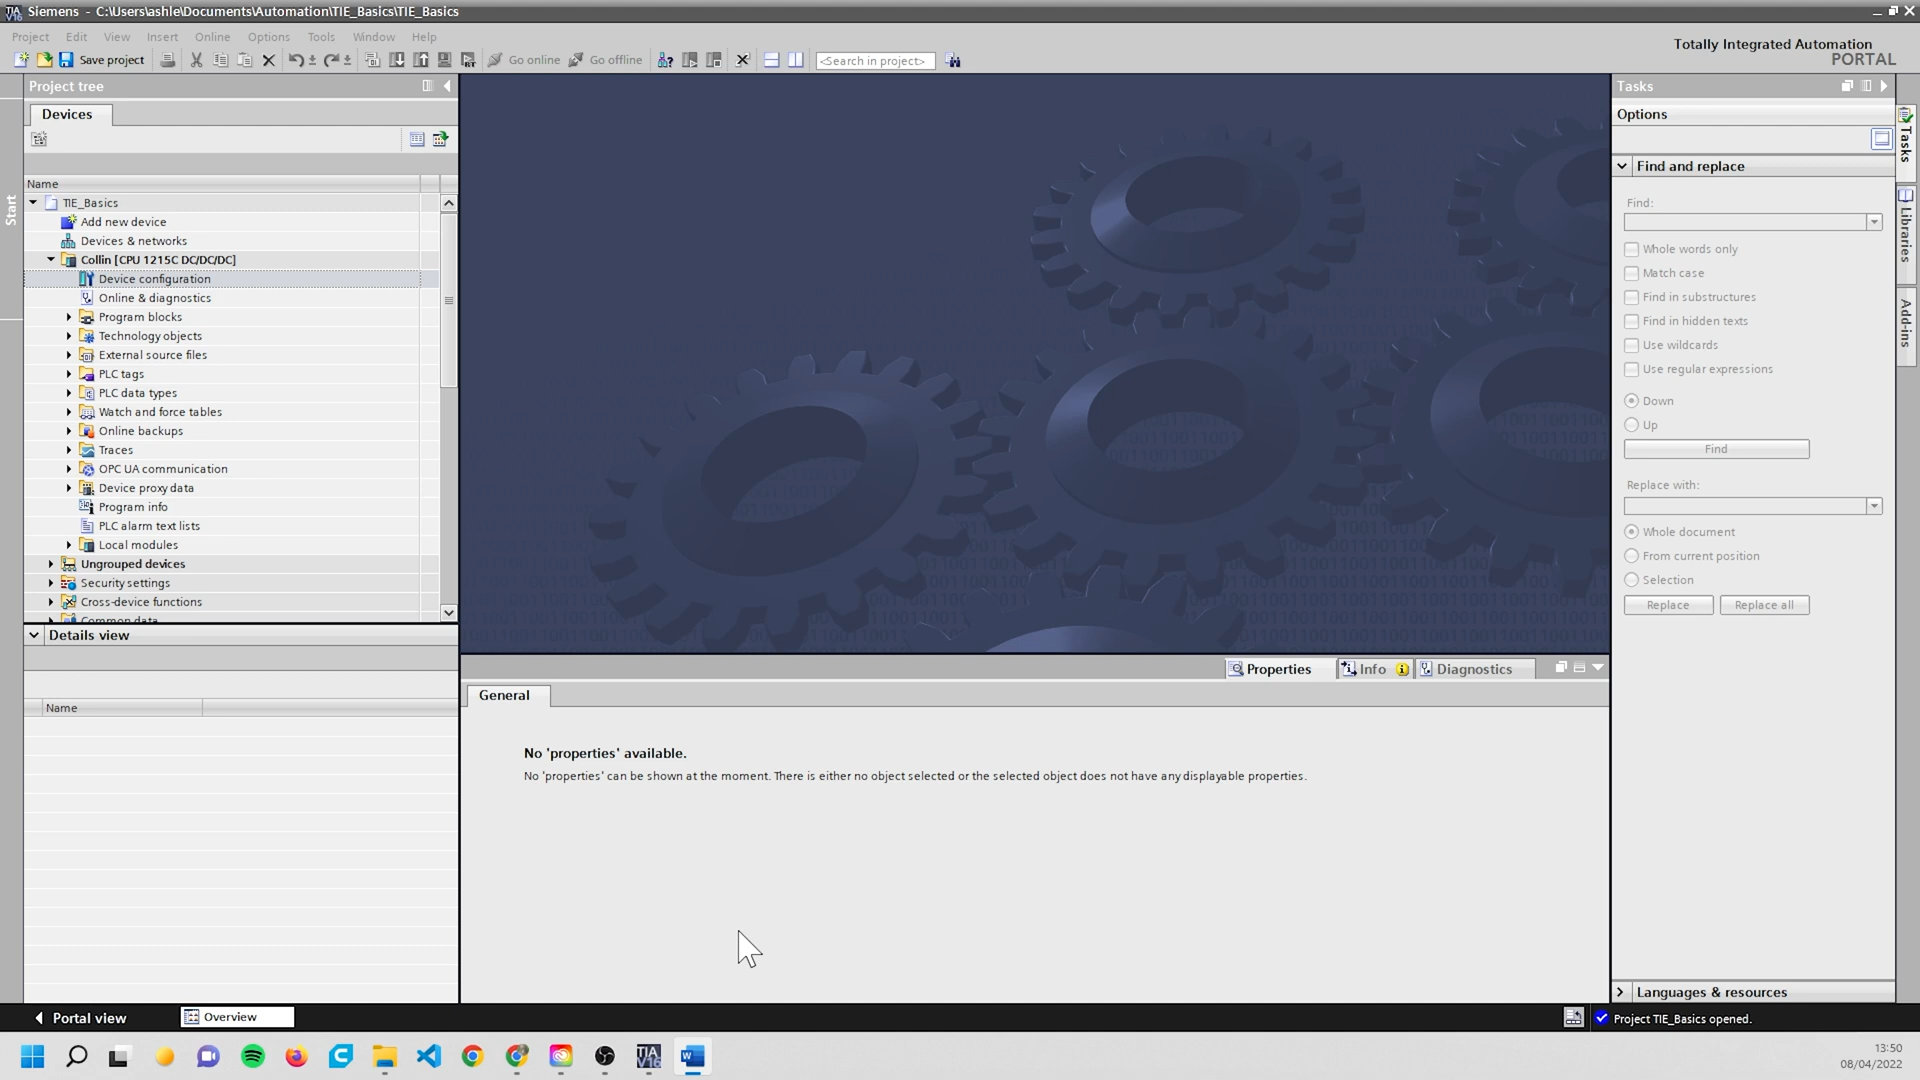 Siemens - C:\Users\ashle\Documents\Automation\TIE_Basics\TIE_Basics
Project Edit View Insert Online Options Tools Window Help
Totally Integrated Automation
PORTAL
Save project
Go online
Go offline
<Search in project>
Project tree
Devices
Name
TIE_Basics
Add new device
Devices & networks
Collin [CPU 1215C DC/DC/DC]
Device configuration
Online & diagnostics
Program blocks
Technology objects
External source files
PLC tags
PLC data types
Watch and force tables
Online backups
Traces
OPC UA communication
Device proxy data
Program info
PLC alarm text lists
Local modules
Ungrouped devices
Security settings
Cross-device functions
Common data
Details view
Name
Start
Properties
Info
Diagnostics
General
No 'properties' available.
No 'properties' can be shown at the moment. There is either no object selected or the selected object does not have any displayable properties.
Tasks
Options
Find and replace
Find:
Whole words only
Match case
Find in substructures
Find in hidden texts
Use wildcards
Use regular expressions
Down
Up
Find
Replace with:
Whole document
From current position
Selection
Replace
Replace all
Languages & resources
Tasks
Libraries
Add-ins
Portal view
Overview
Project TIE_Basics opened.
TIA
V16
13:50
08/04/2022